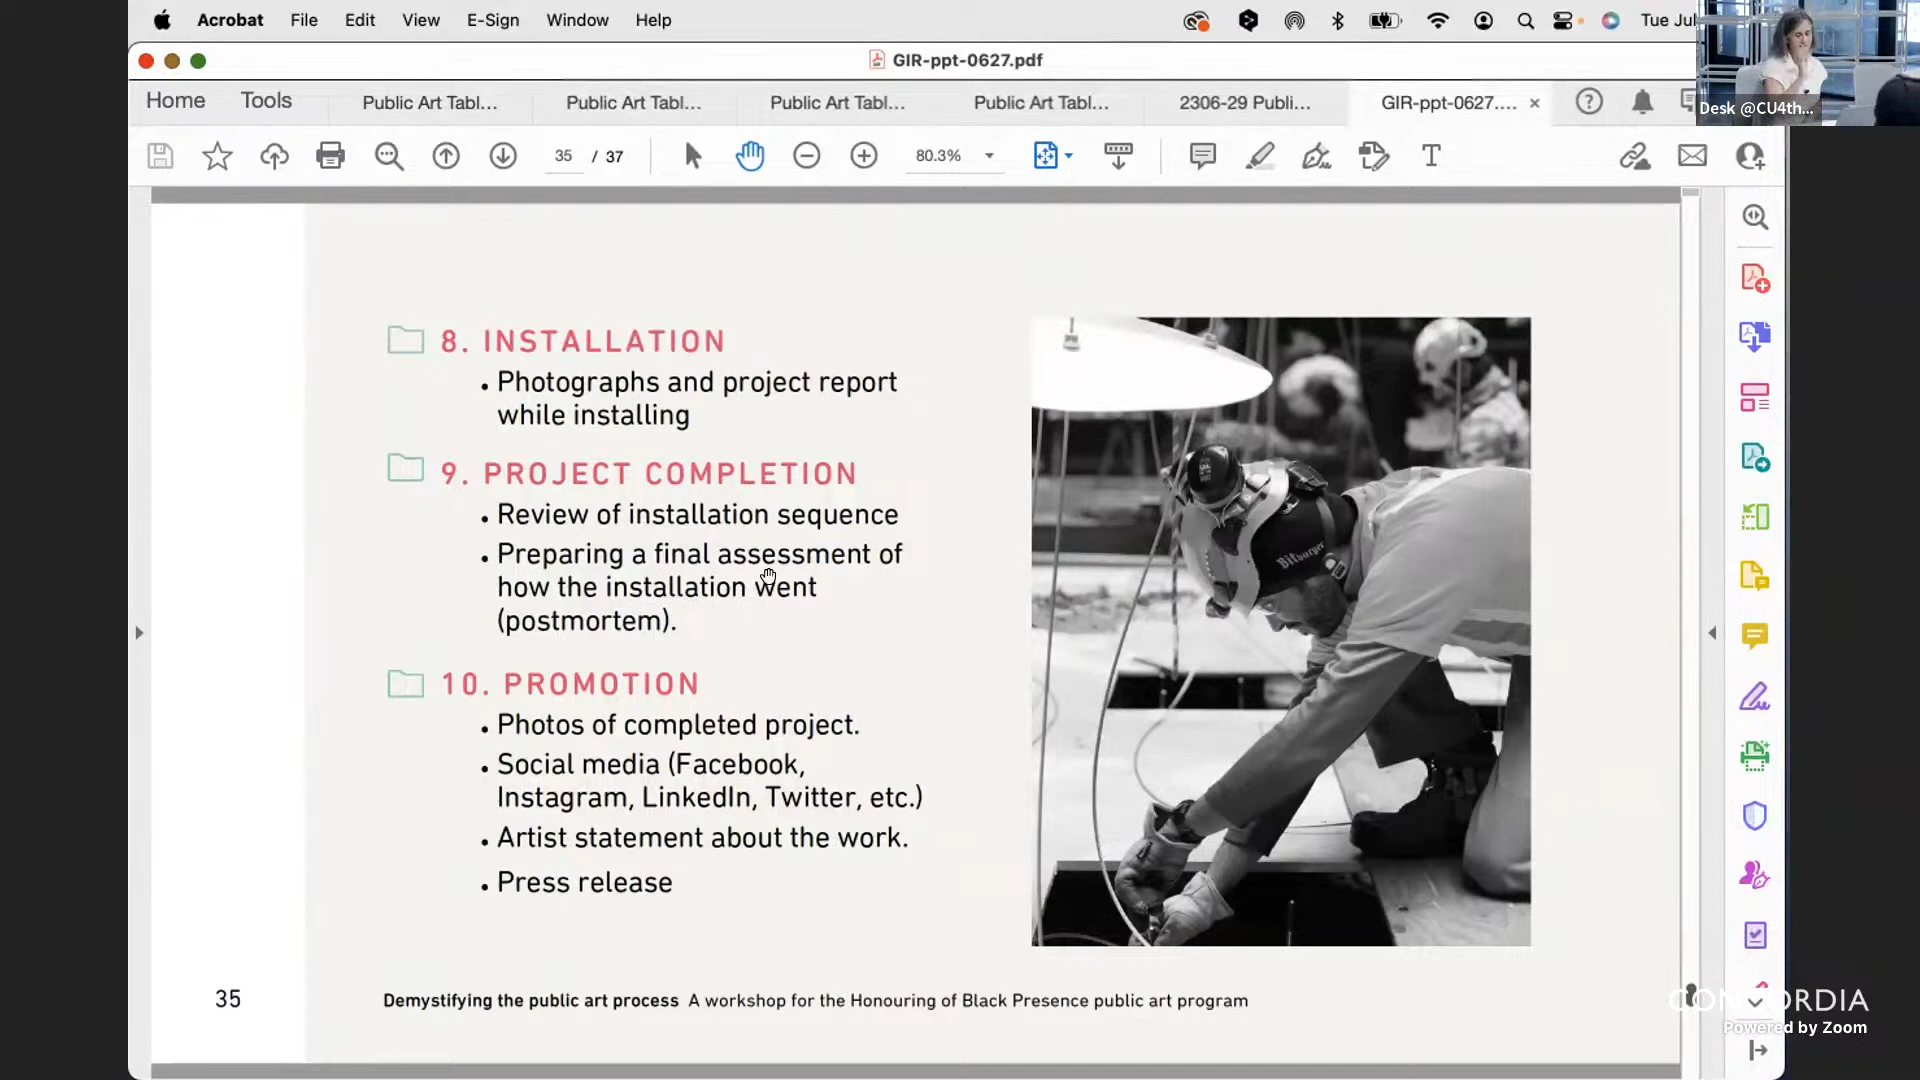 Acrobat File Edit View E-Sign Window Help Tue Jul
GIR-ppt-0627.pdf
Home Tools Public Art Tabl... Public Art Tabl... Public Art Tabl... Public Art Tabl... 2306-29 Publi... GIR-ppt-0627....
Desk @CU4th...
35 / 37 80.3%
8. INSTALLATION
• Photographs and project report
while installing
9. PROJECT COMPLETION
• Review of installation sequence
• Preparing a final assessment of
how the installation went
(postmortem).
10. PROMOTION
• Photos of completed project.
• Social media (Facebook,
Instagram, LinkedIn, Twitter, etc.)
• Artist statement about the work.
• Press release
Bitburger
35
Demystifying the public art process A workshop for the Honouring of Black Presence public art program
CONCORDIA
Powered by Zoom